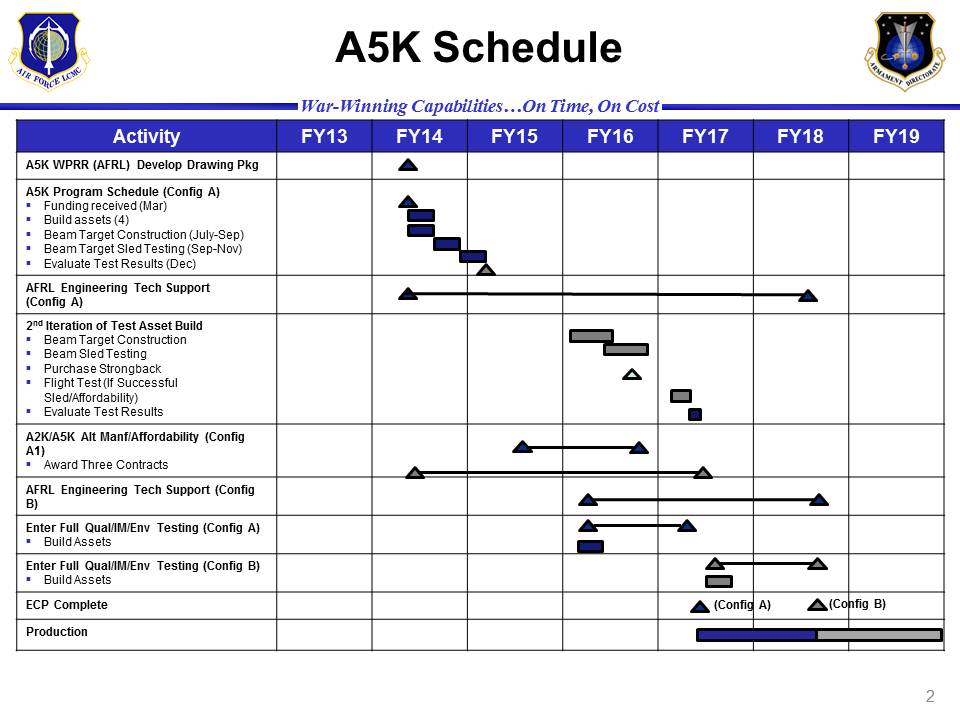 A5K Schedule
AIR FORCE LCMC
ARMAMENT DIRECTORATE
War-Winning Capabilities…On Time, On Cost
Activity FY13 FY14 FY15 FY16 FY17 FY18 FY19
A5K WPRR (AFRL) Develop Drawing Pkg
A5K Program Schedule (Config A)
▪ Funding received (Mar)
▪ Build assets (4)
▪ Beam Target Construction (July-Sep)
▪ Beam Target Sled Testing (Sep-Nov)
▪ Evaluate Test Results (Dec)
AFRL Engineering Tech Support
(Config A)
2nd Iteration of Test Asset Build
▪ Beam Target Construction
▪ Beam Sled Testing
▪ Purchase Strongback
▪ Flight Test (If Successful
Sled/Affordability)
▪ Evaluate Test Results
A2K/A5K Alt Manf/Affordability (Config
A1)
▪ Award Three Contracts
AFRL Engineering Tech Support (Config
B)
Enter Full Qual/IM/Env Testing (Config A)
▪ Build Assets
Enter Full Qual/IM/Env Testing (Config B)
▪ Build Assets
ECP Complete (Config A) (Config B)
Production
2